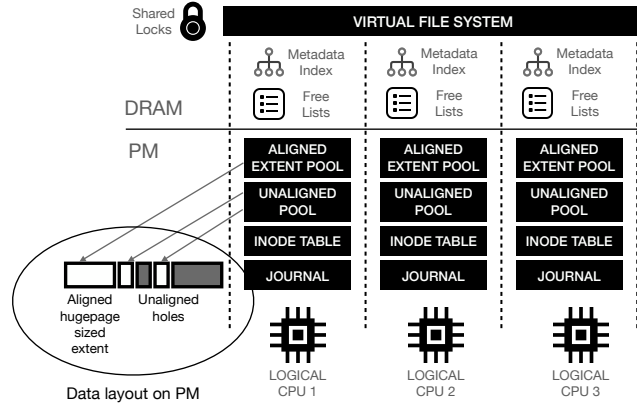 Shared
Locks
VIRTUAL FILE SYSTEM
Metadata
Index
Metadata
Index
Metadata
Index
Free
Lists
Free
Lists
Free
Lists
DRAM
PM
ALIGNED
EXTENT POOL
ALIGNED
EXTENT POOL
ALIGNED
EXTENT POOL
UNALIGNED
POOL
UNALIGNED
POOL
UNALIGNED
POOL
INODE TABLE
INODE TABLE
INODE TABLE
JOURNAL
JOURNAL
JOURNAL
Aligned
hugepage
sized
extent
Unaligned
holes
Data layout on PM
LOGICAL
CPU 1
LOGICAL
CPU 2
LOGICAL
CPU 3